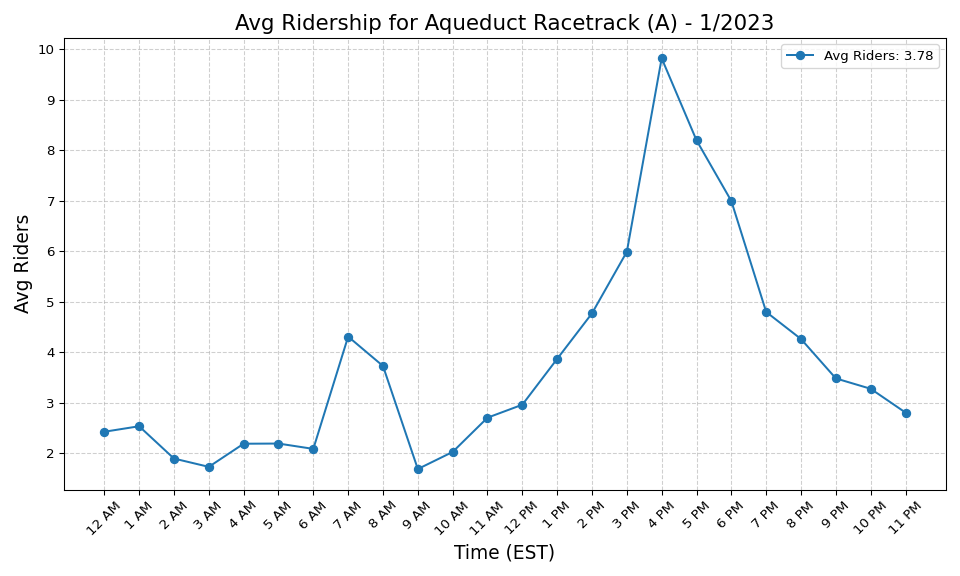 Avg Ridership for Aqueduct Racetrack (A) - 1/2023
Avg Riders: 3.78
Avg Riders
10
9
8
7
6
5
4
3
2
12 AM
1 AM
2 AM
3 AM
4 AM
5 AM
6 AM
7 AM
8 AM
9 AM
10 AM
11 AM
12 PM
1 PM
2 PM
3 PM
4 PM
5 PM
6 PM
7 PM
8 PM
9 PM
10 PM
11 PM
Time (EST)